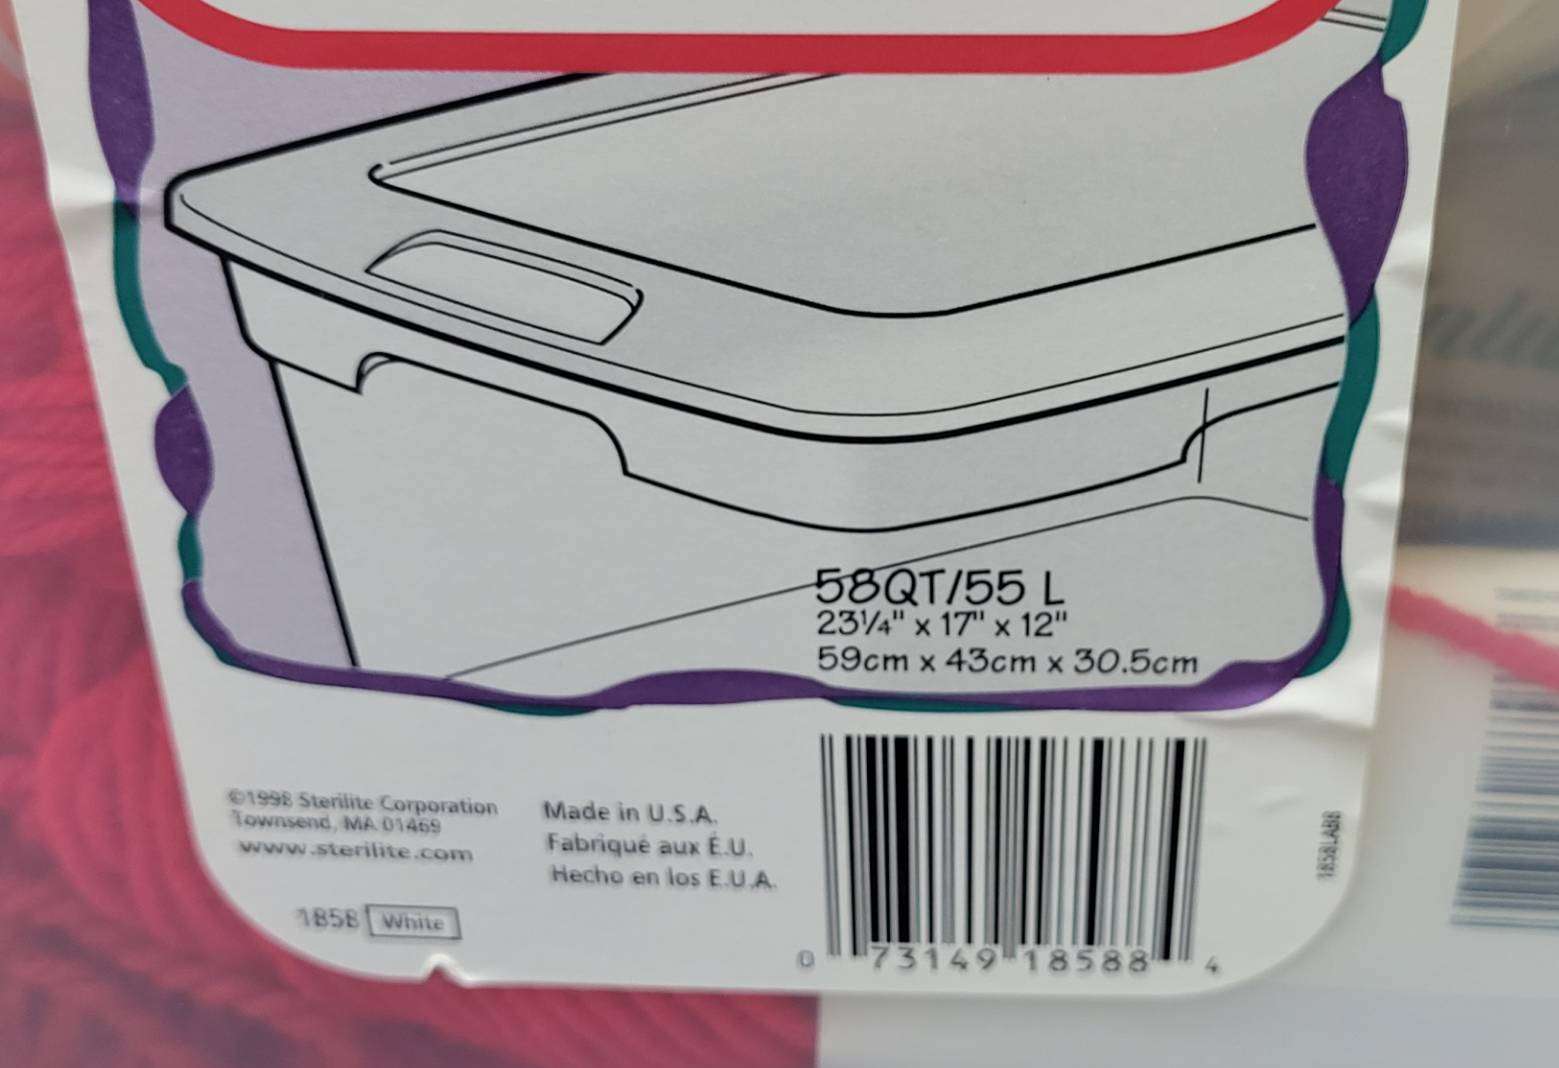 58QT/55 L
23¼" x 17" x 12"
59cm x 43cm x 30.5cm
©1998 Sterilite Corporation
Townsend, MA 01469
www.sterilite.com
1858 White
Made in U.S.A.
Fabriqué aux É.U.
Hecho en los E.U.A.
0 73149 18588 4
1858LAB8